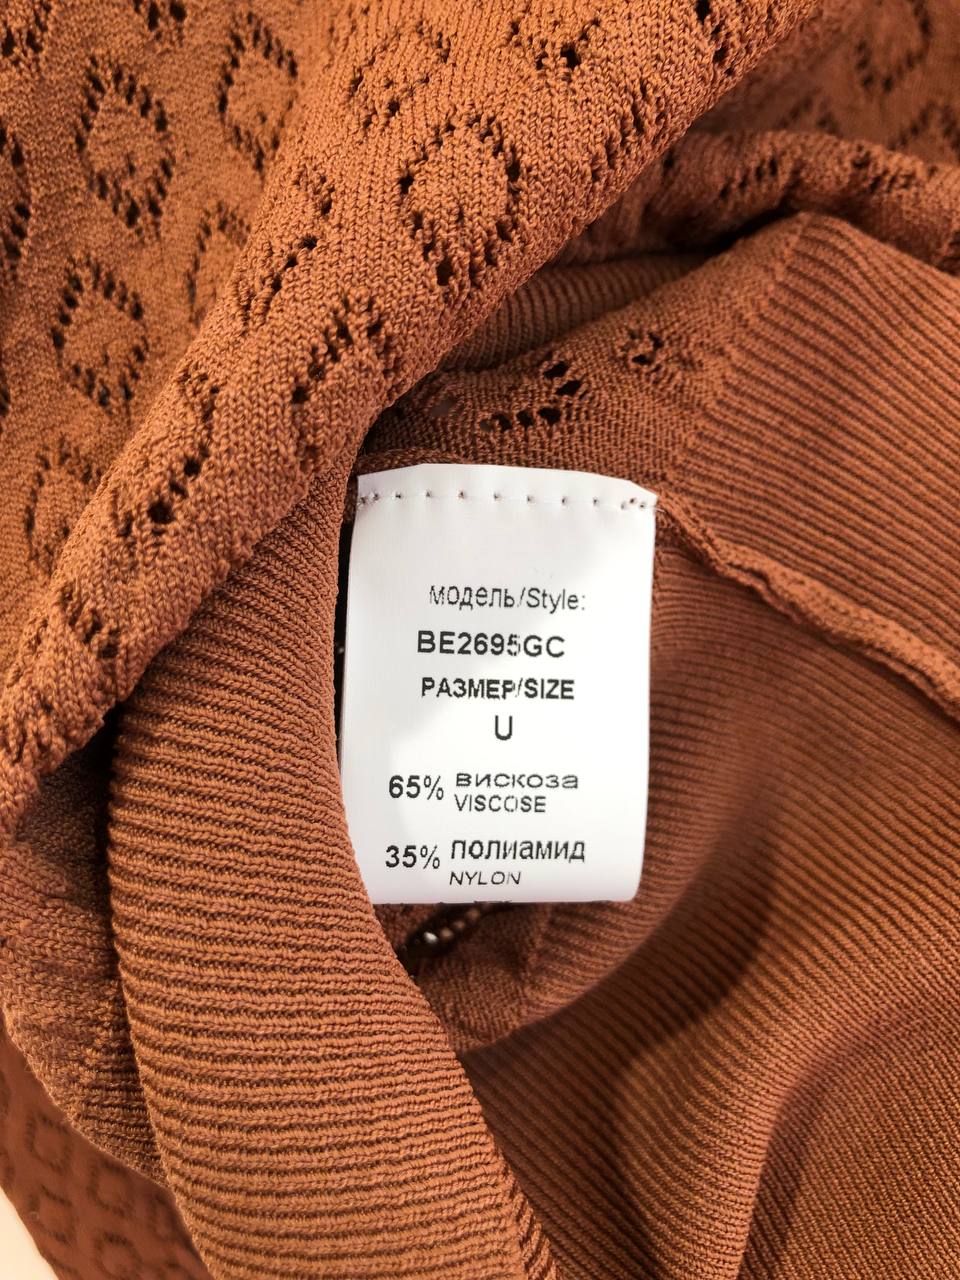 модель/Style:
BE2695GC
РАЗМЕР/SIZE
U
65% вискоза
VISCOSE
35% полиамид
NYLON